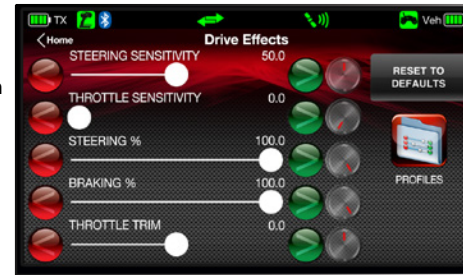 TX
Veh
Home
Drive Effects
STEERING SENSITIVITY 50.0
THROTTLE SENSITIVITY 0.0
STEERING % 100.0
BRAKING % 100.0
THROTTLE TRIM 0.0
RESET TO
DEFAULTS
PROFILES